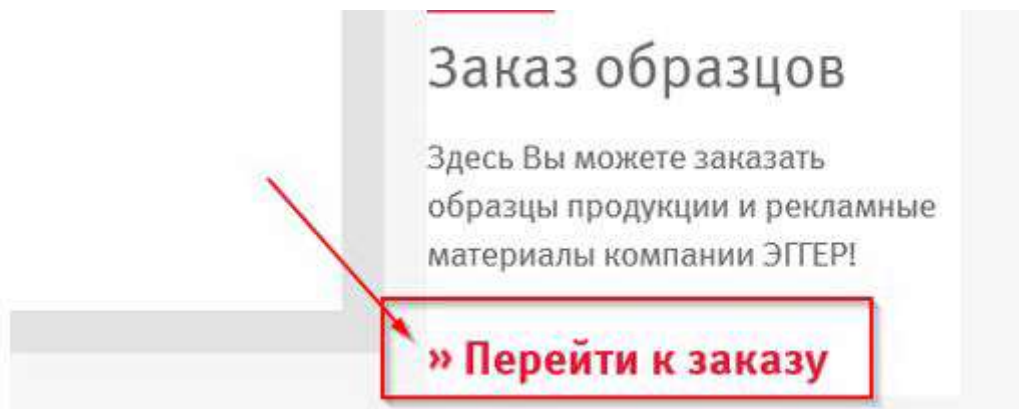 Заказ образцов
Здесь Вы можете заказать
образцы продукции и рекламные
материалы компании ЭГГЕР!
» Перейти к заказу